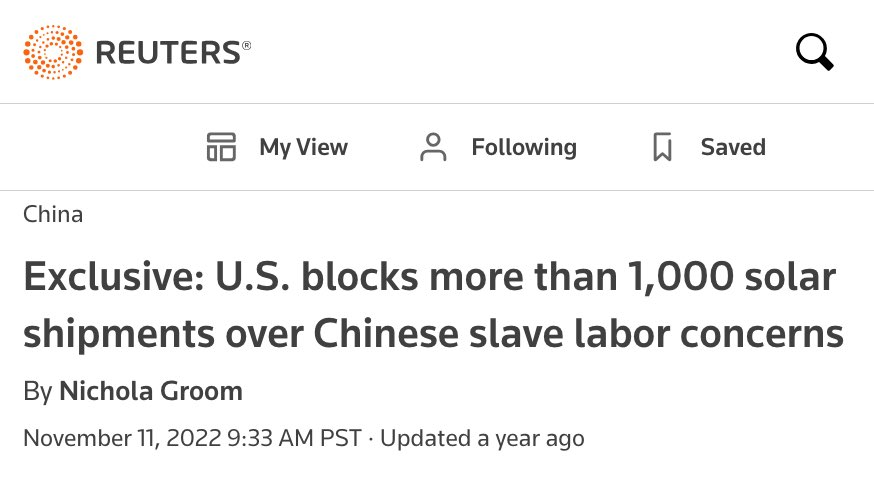 REUTERS®
My View Following Saved
China
Exclusive: U.S. blocks more than 1,000 solar
shipments over Chinese slave labor concerns
By Nichola Groom
November 11, 2022 9:33 AM PST · Updated a year ago